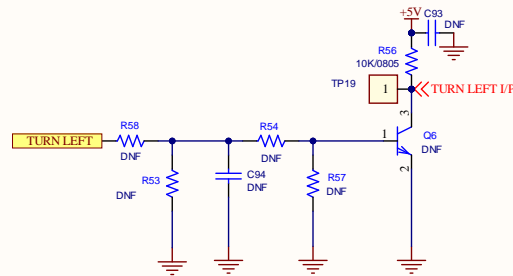 +5V
C93
DNF
R56
10K/0805
TP19
1
TURN LEFT I/P
3
R58
R54
1
Q6
TURN LEFT
DNF
DNF
DNF
C94
DNF
R53
R57
2
DNF
DNF